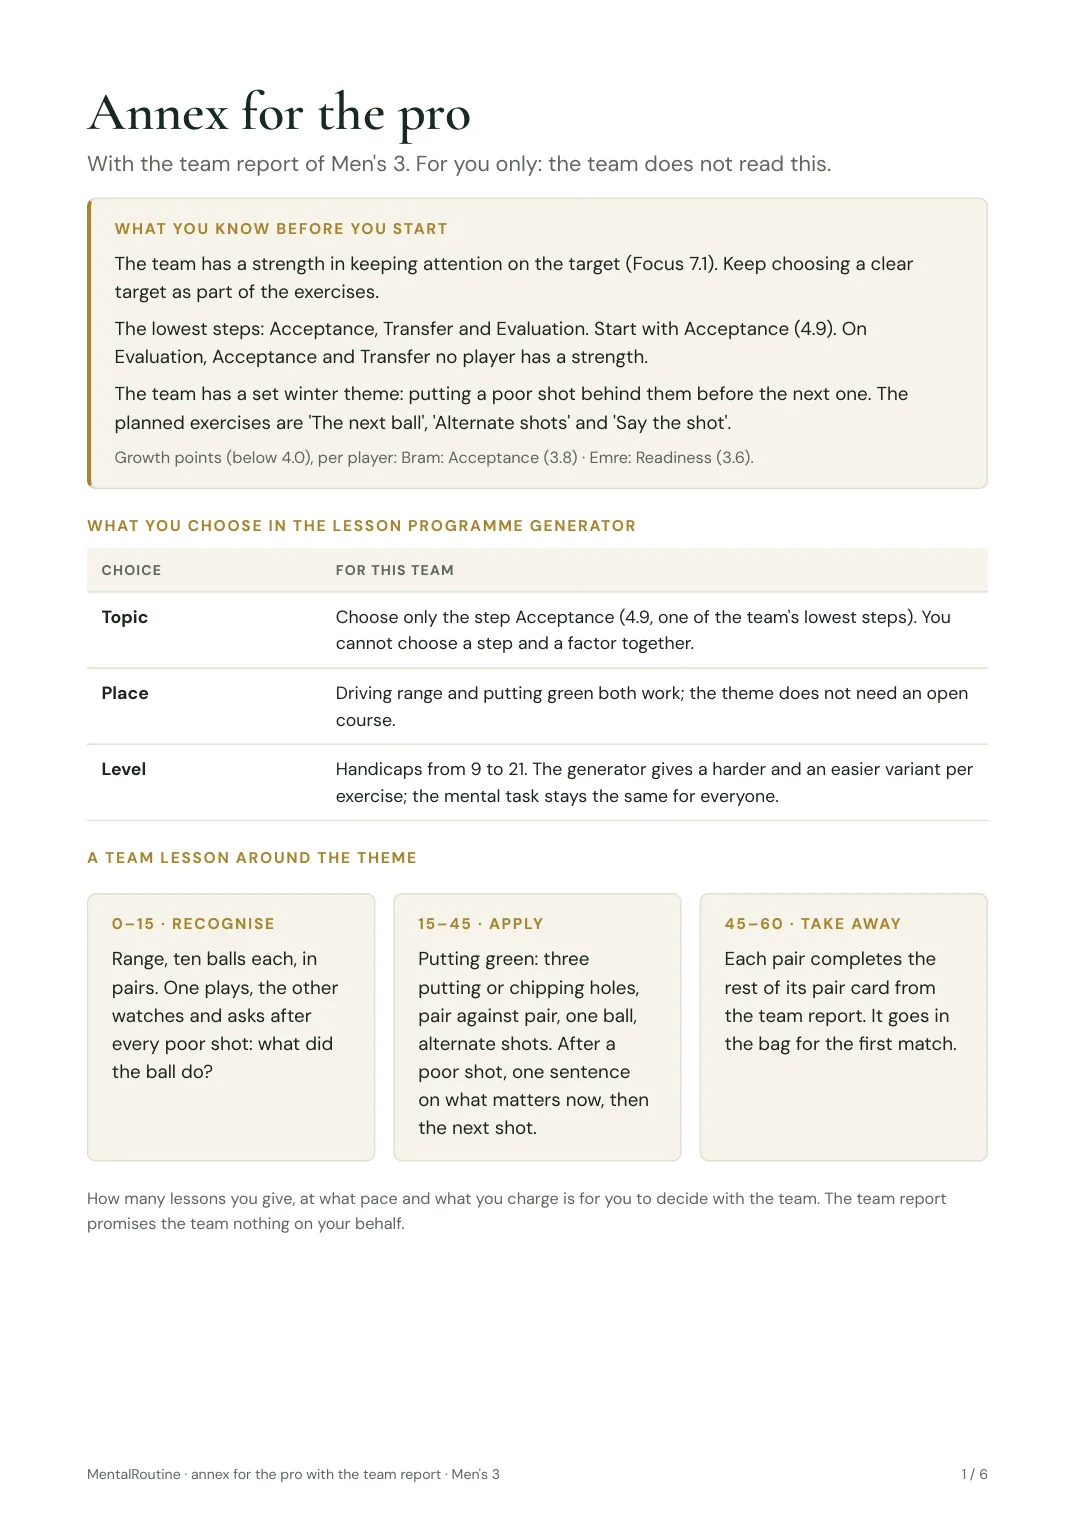 Annex for the pro
With the team report of Men's 3. For you only: the team does not read this.
WHAT YOU KNOW BEFORE YOU START
The team has a strength in keeping attention on the target (Focus 7.1). Keep choosing a clear
target as part of the exercises.
The lowest steps: Acceptance, Transfer and Evaluation. Start with Acceptance (4.9). On
Evaluation, Acceptance and Transfer no player has a strength.
The team has a set winter theme: putting a poor shot behind them before the next one. The
planned exercises are 'The next ball', 'Alternate shots' and 'Say the shot'.
Growth points (below 4.0), per player: Bram: Acceptance (3.8) · Emre: Readiness (3.6).
WHAT YOU CHOOSE IN THE LESSON PROGRAMME GENERATOR
CHOICE FOR THIS TEAM
Topic Choose only the step Acceptance (4.9, one of the team's lowest steps). You
cannot choose a step and a factor together.
Place Driving range and putting green both work; the theme does not need an open
course.
Level Handicaps from 9 to 21. The generator gives a harder and an easier variant per
exercise; the mental task stays the same for everyone.
A TEAM LESSON AROUND THE THEME
0–15 · RECOGNISE
Range, ten balls each, in
pairs. One plays, the other
watches and asks after
every poor shot: what did
the ball do?
15–45 · APPLY
Putting green: three
putting or chipping holes,
pair against pair, one ball,
alternate shots. After a
poor shot, one sentence
on what matters now, then
the next shot.
45–60 · TAKE AWAY
Each pair completes the
rest of its pair card from
the team report. It goes in
the bag for the first match.
How many lessons you give, at what pace and what you charge is for you to decide with the team. The team report
promises the team nothing on your behalf.
MentalRoutine · annex for the pro with the team report · Men's 3 1 / 6